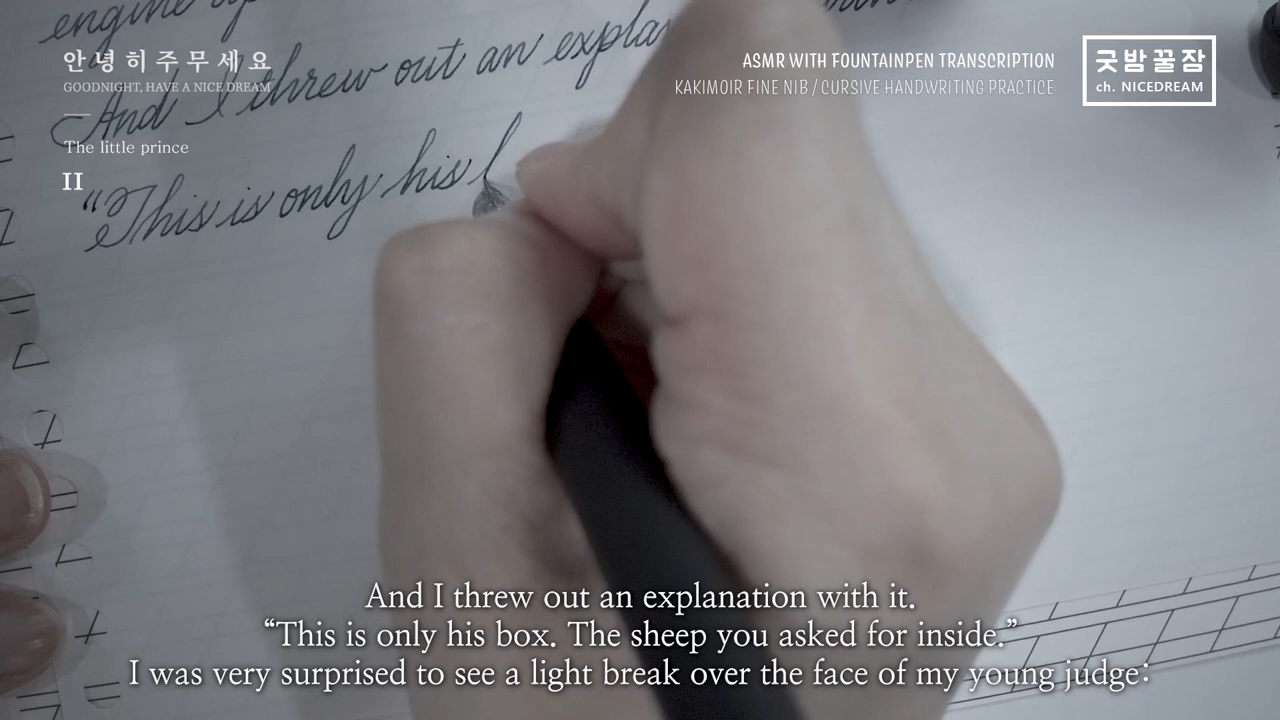 engine
And I threw out an
"This is only his
안녕히주무세요
GOODNIGHT, HAVE A NICE DREAM
The little prince
II
ASMR WITH FOUNTAINPEN TRANSCRIPTION
KAKIMOIR FINE NIB / CURSIVE HANDWRITING PRACTICE
굿밤꿀잠
ch. NICEDREAM
And I threw out an explanation with it.
“This is only his box. The sheep you asked for inside.”
I was very surprised to see a light break over the face of my young judge: